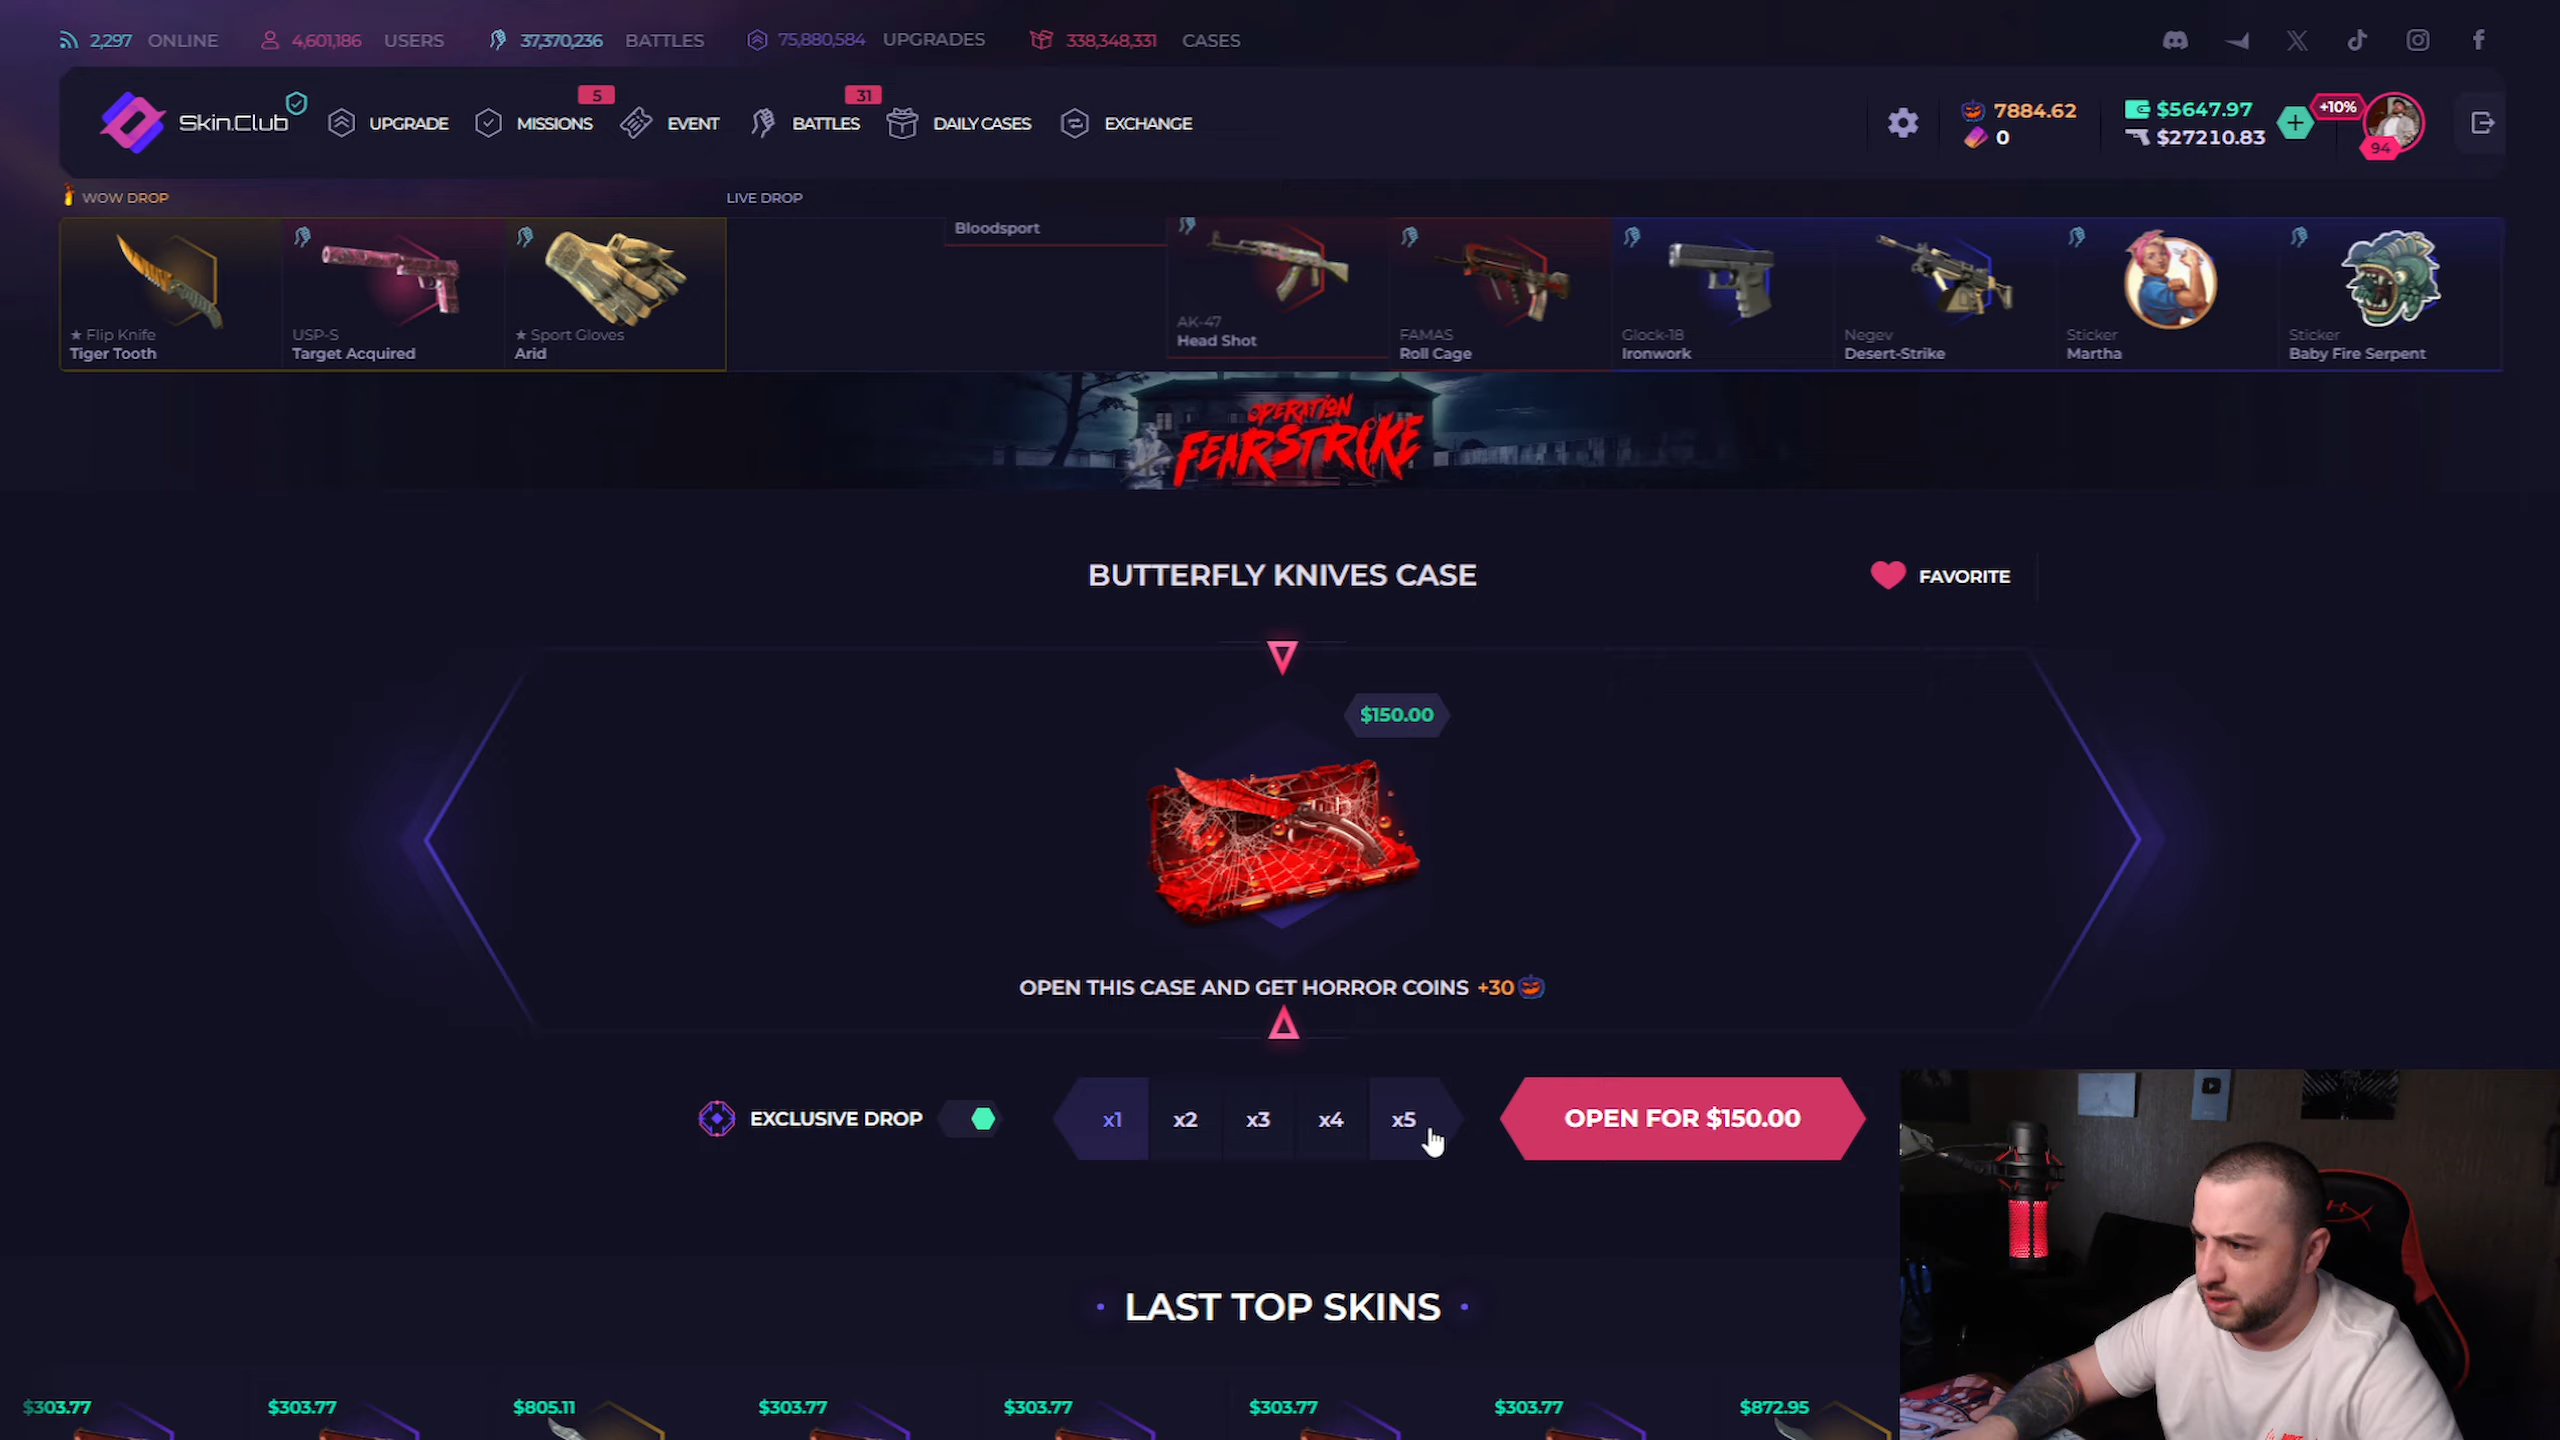 2,297 ONLINE 4,601,186 USERS 37,370,236 BATTLES 75,880,584 UPGRADES 338,348,331 CASES
Skin.Club UPGRADE 5 MISSIONS EVENT 31 BATTLES DAILY CASES EXCHANGE
7884.62 $5647.97 +10%
0 $27210.83 94
WOW DROP LIVE DROP
Bloodsport
★ Flip Knife
Tiger Tooth
USP-S
Target Acquired
★ Sport Gloves
Arid
AK-47
Head Shot
FAMAS
Roll Cage
Glock-18
Ironwork
Negev
Desert-Strike
Sticker
Martha
Sticker
Baby Fire Serpent
OPERATION
FEARSTRIKE
BUTTERFLY KNIVES CASE
FAVORITE
$150.00
OPEN THIS CASE AND GET HORROR COINS +30
EXCLUSIVE DROP x1 x2 x3 x4 x5 OPEN FOR $150.00
• LAST TOP SKINS •
$303.77 $303.77 $805.11 $303.77 $303.77 $303.77 $303.77 $872.95